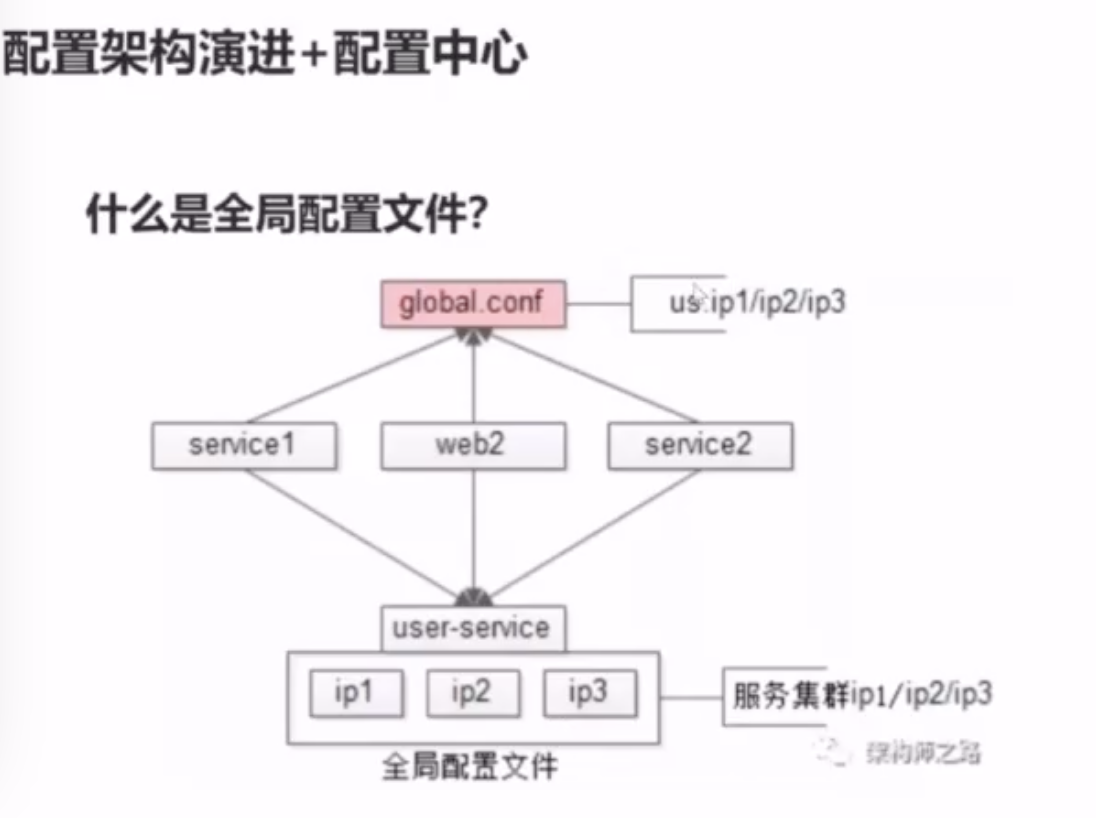 配置架构演进+配置中心
什么是全局配置文件?
global.conf
us:ip1/ip2/ip3
service1
web2
service2
user-service
ip1
ip2
ip3
服务集群ip1/ip2/ip3
全局配置文件
架构师之路